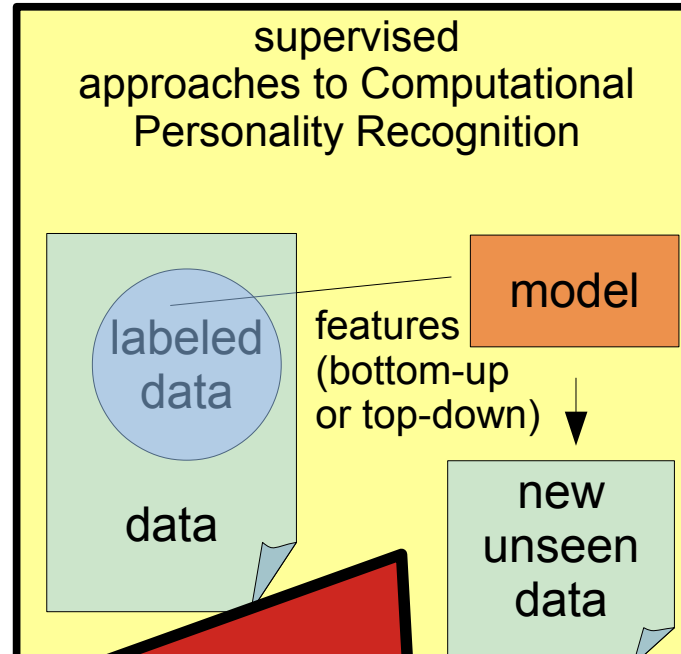 supervised
approaches to Computational
Personality Recognition
labeled
data
data
features
(bottom-up
or top-down)
model
new
unseen
data